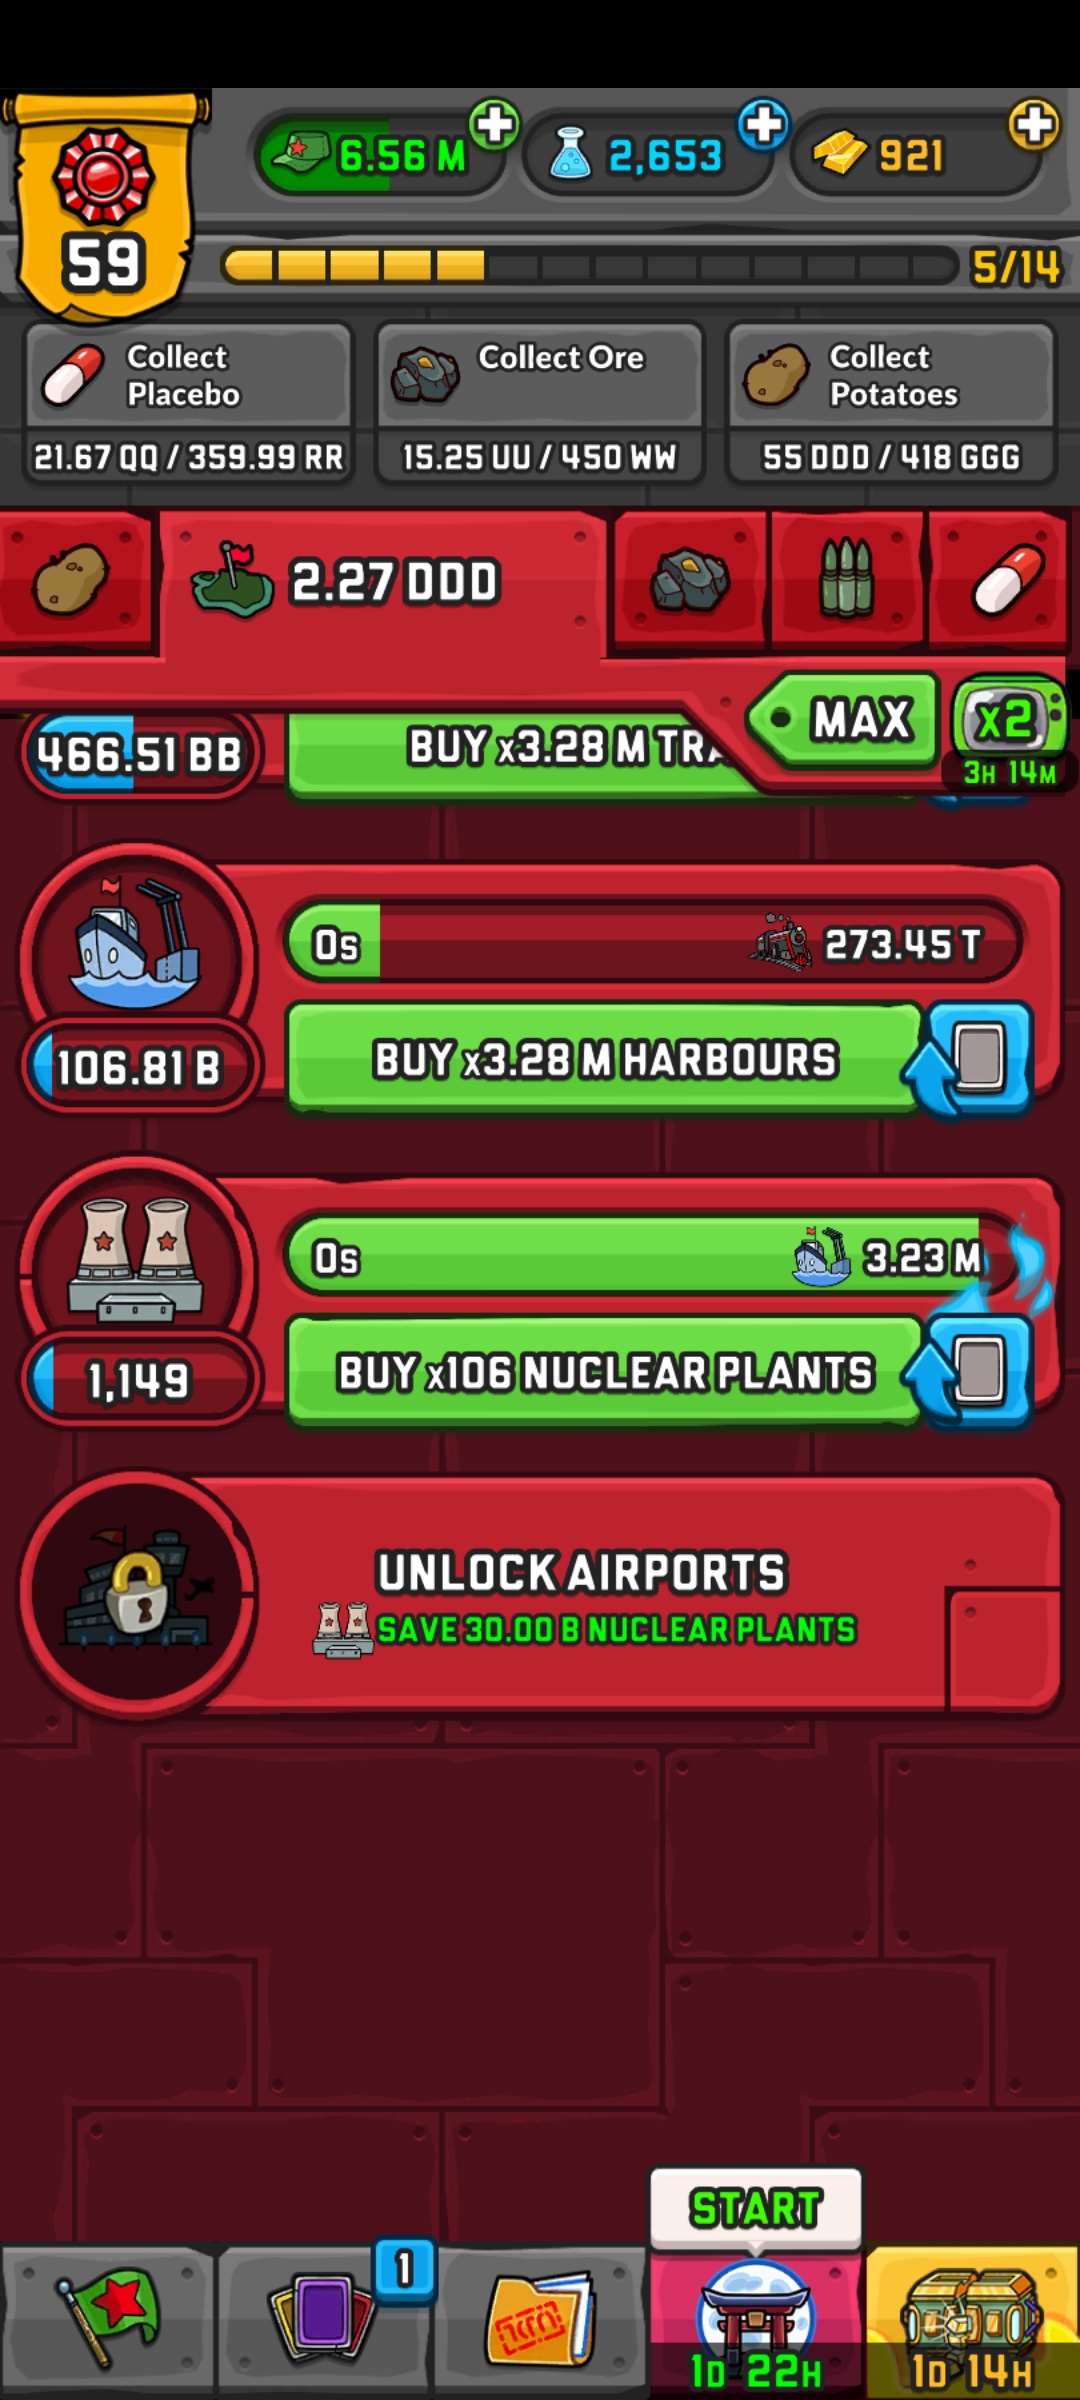 6.56 M
2,653
921
59
5/14
Collect
Placebo
21.67 QQ / 359.99 RR
Collect Ore
15.25 UU / 450 WW
Collect
Potatoes
55 DDD / 418 GGG
2.27 DDD
MAX
x2
3H 14M
466.51 BB
BUY x3.28 M TRA
0s
273.45 T
106.81 B
BUY x3.28 M HARBOURS
0s
3.23 M
1,149
BUY x106 NUCLEAR PLANTS
UNLOCK AIRPORTS
SAVE 30.00 B NUCLEAR PLANTS
START
1
1D 22H
1D 14H